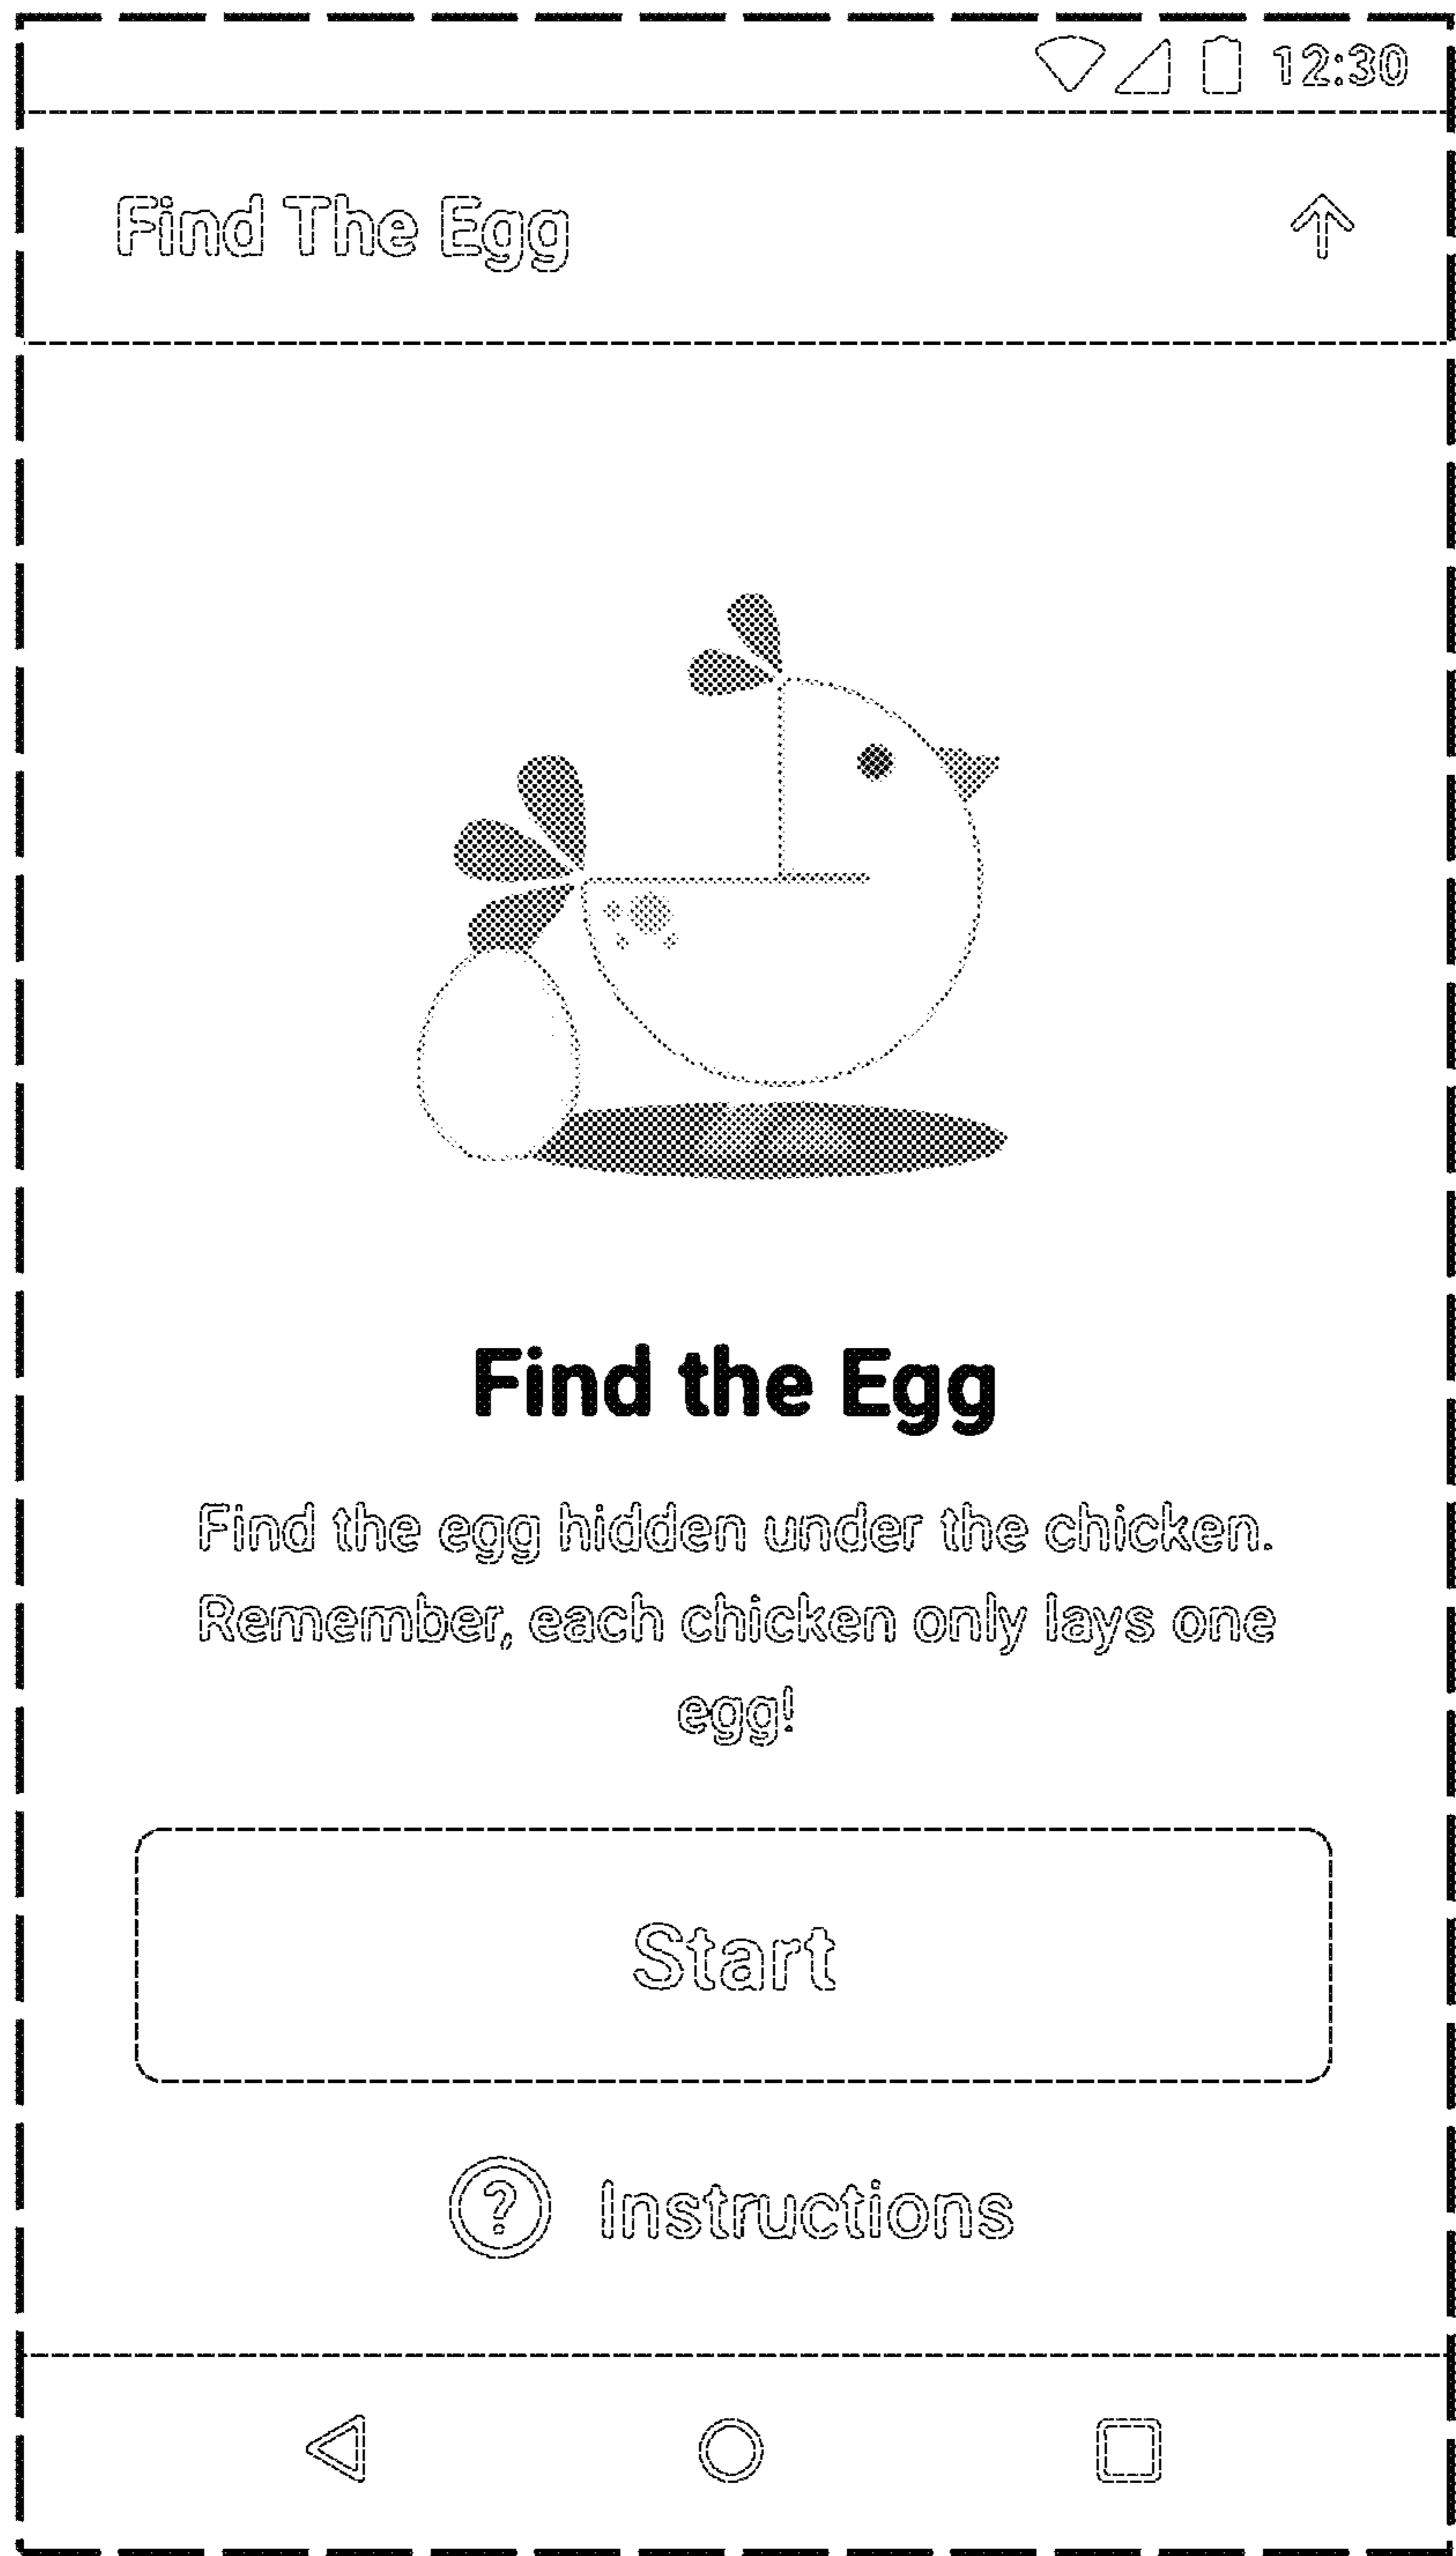 12:30
Find The Egg
Find the Egg
Find the egg hidden under the chicken.
Remember, each chicken only lays one
egg!
Start
? Instructions